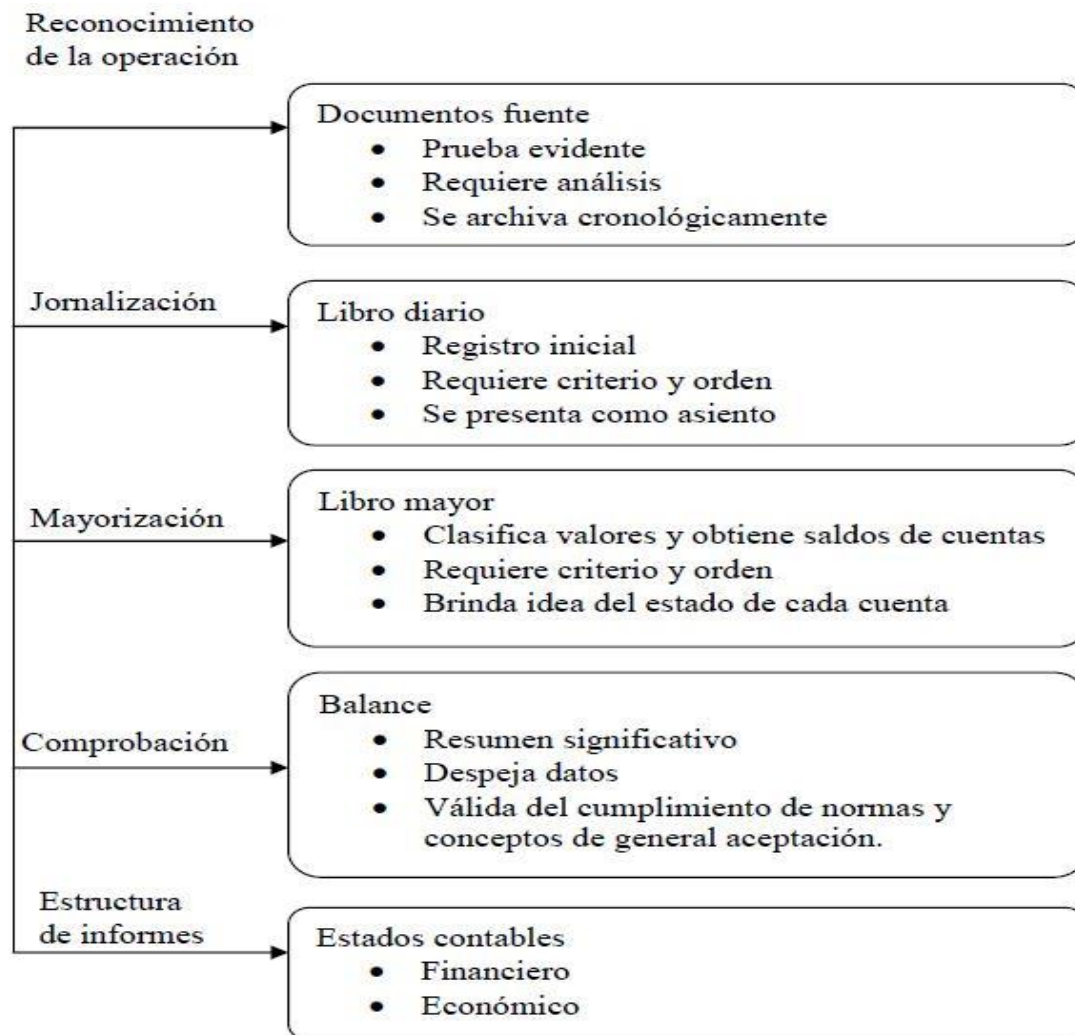 Reconocimiento
de la operación
Documentos fuente
• Prueba evidente
• Requiere análisis
• Se archiva cronológicamente
Jornalización
Libro diario
• Registro inicial
• Requiere criterio y orden
• Se presenta como asiento
Mayorización
Libro mayor
• Clasifica valores y obtiene saldos de cuentas
• Requiere criterio y orden
• Brinda idea del estado de cada cuenta
Comprobación
Balance
• Resumen significativo
• Despeja datos
• Válida del cumplimiento de normas y
conceptos de general aceptación.
Estructura
de informes
Estados contables
• Financiero
• Económico